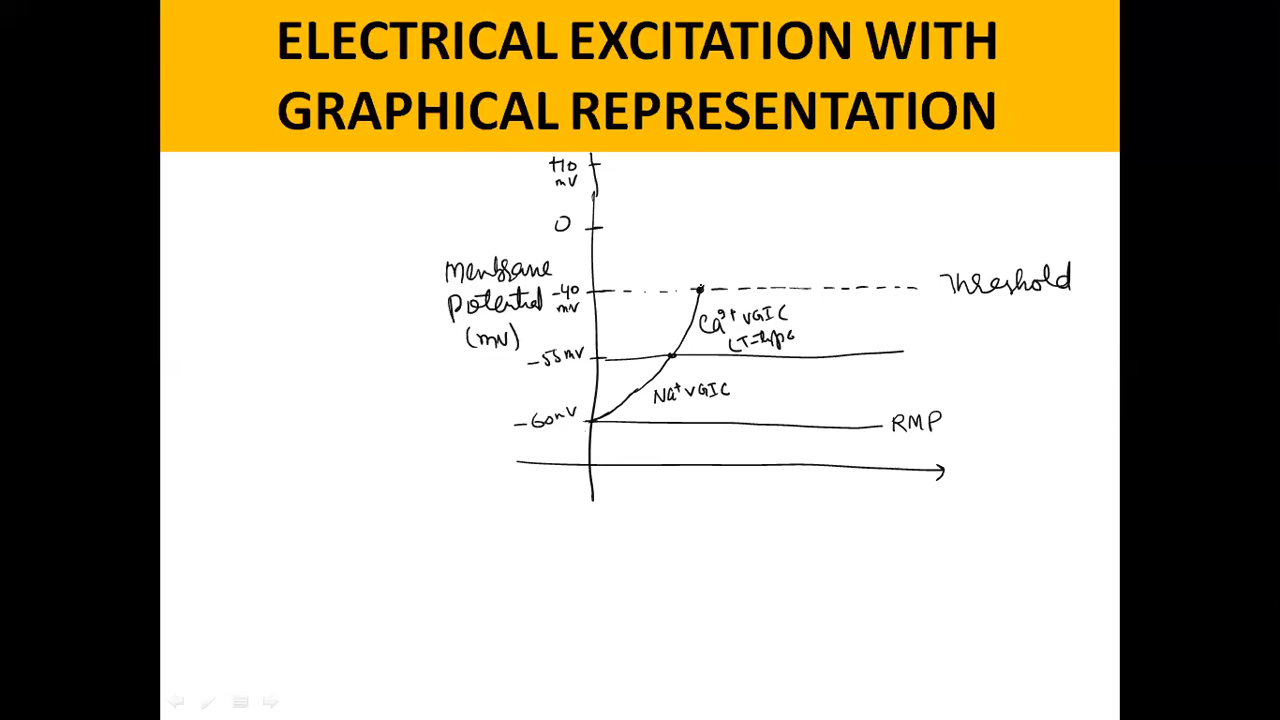 ELECTRICAL EXCITATION WITH
GRAPHICAL REPRESENTATION
+10
mV
0
Membrane
Potential
(mV)
-40
mV
Threshold
Ca2+ VGIC
(T-type
-55mV
Na+ VGIC
-60mV
RMP